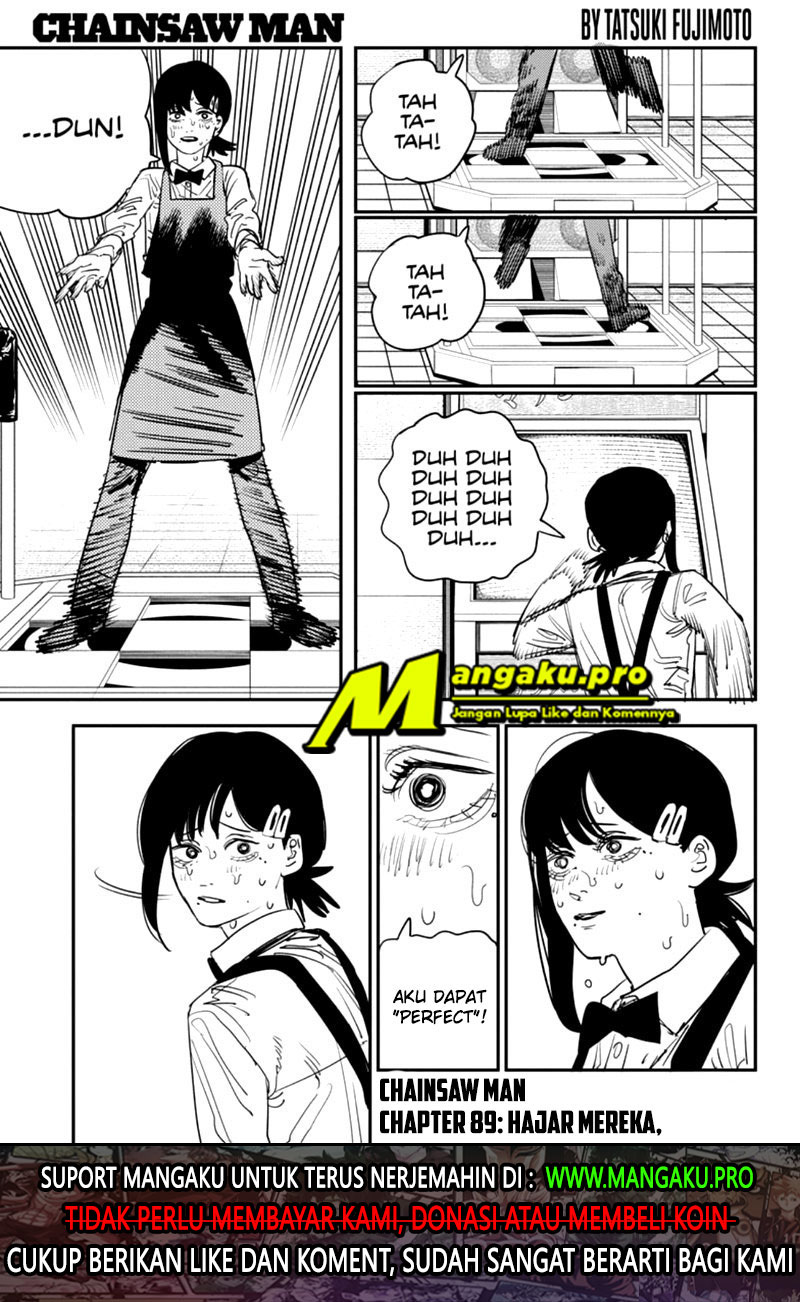 CHAINSAW MAN
BY TATSUKI FUJIMOTO
TAH
TA-
TAH!
TAH
TA-
TAH!
DUH DUH
DUH DUH
DUH DUH
DUH DUH
DUH...
...DUN!
Mangaku.pro
Jangan Lupa Like dan Komennya
AKU DAPAT
"PERFECT"!
CHAINSAW MAN
CHAPTER 89: HAJAR MEREKA,
SUPORT MANGAKU UNTUK TERUS NERJEMAHIN DI : WWW.MANGAKU.PRO
TIDAK PERLU MEMBAYAR KAMI, DONASI ATAU MEMBELI KOIN
CUKUP BERIKAN LIKE DAN KOMENT, SUDAH SANGAT BERARTI BAGI KAMI